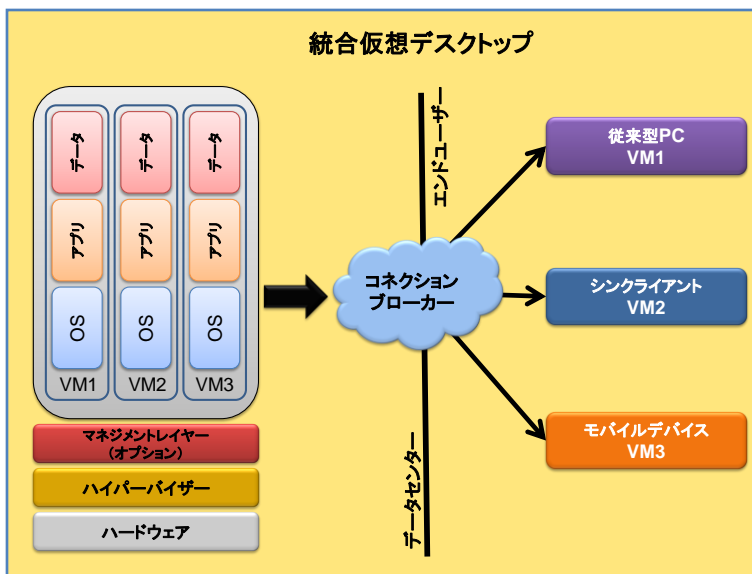 統合仮想デスクトップ
データ
データ
データ
アプリ
アプリ
アプリ
OS
OS
OS
VM1
VM2
VM3
マネジメントレイヤー
(オプション)
ハイパーバイザー
ハードウェア
エンドユーザー
コネクション
ブローカー
データセンター
従来型PC
VM1
シンクライアント
VM2
モバイルデバイス
VM3